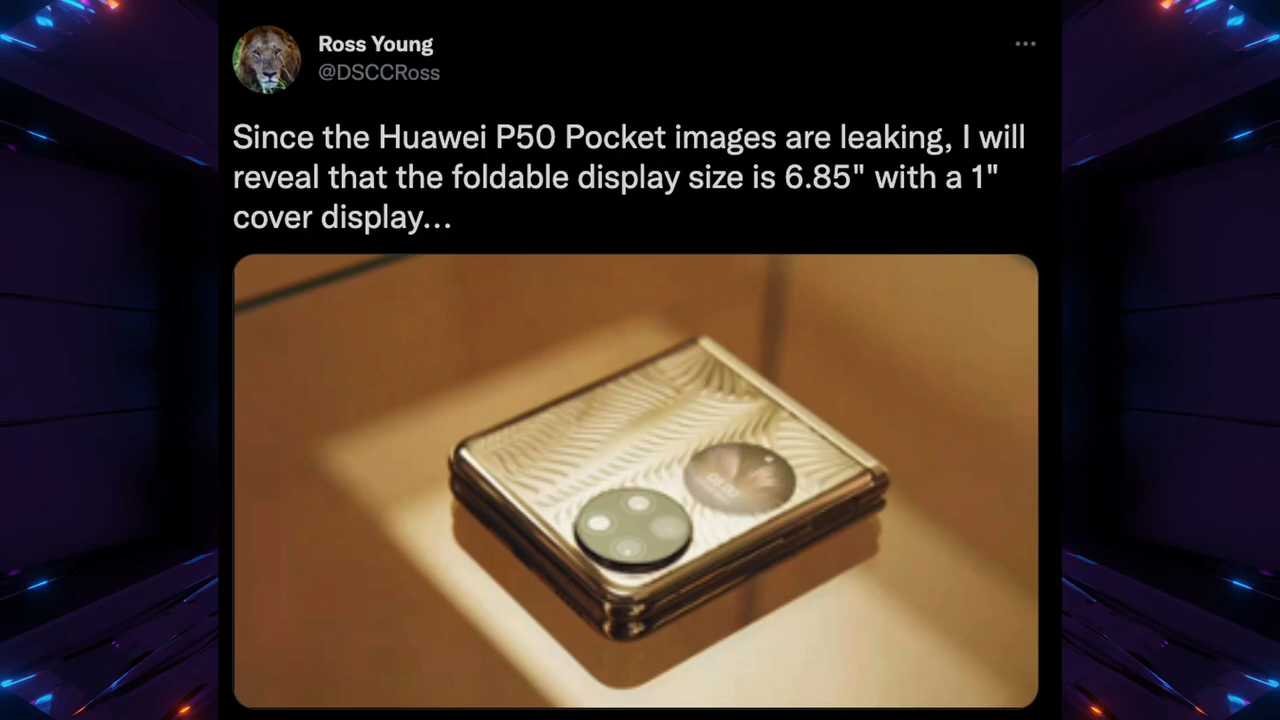 Ross Young
@DSCCRoss
Since the Huawei P50 Pocket images are leaking, I will
reveal that the foldable display size is 6.85" with a 1"
cover display...